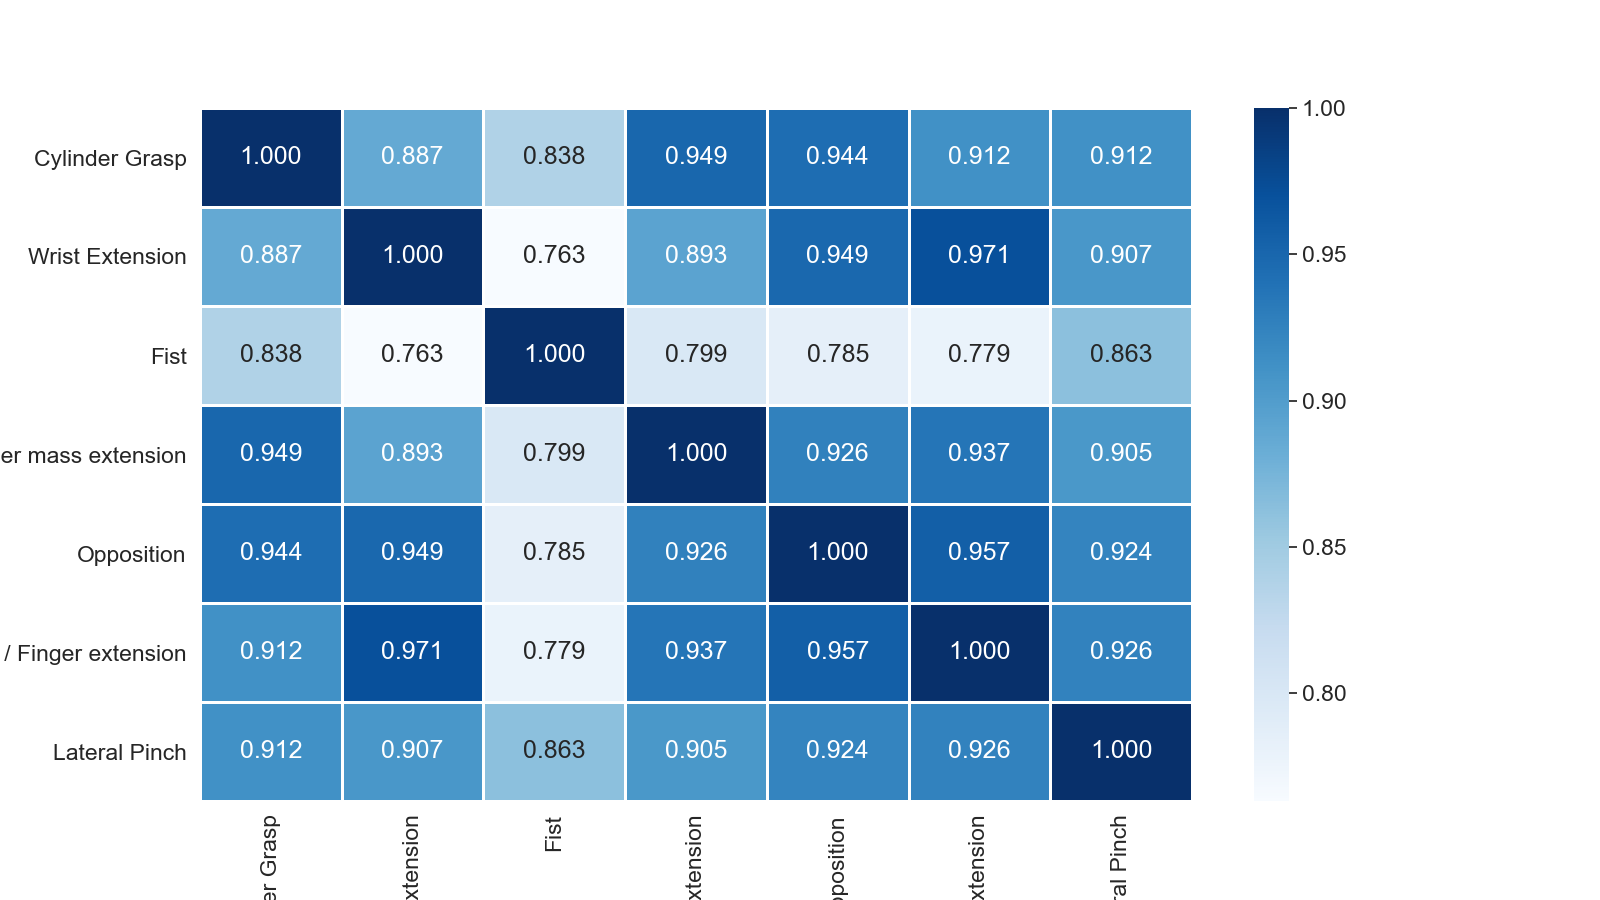 1.00
Cylinder Grasp 1.000 0.887 0.838 0.949 0.944 0.912 0.912
Wrist Extension 0.887 1.000 0.763 0.893 0.949 0.971 0.907
0.95
Fist 0.838 0.763 1.000 0.799 0.785 0.779 0.863
0.90
er mass extension 0.949 0.893 0.799 1.000 0.926 0.937 0.905
Opposition 0.944 0.949 0.785 0.926 1.000 0.957 0.924
0.85
/ Finger extension 0.912 0.971 0.779 0.937 0.957 1.000 0.926
0.80
Lateral Pinch 0.912 0.907 0.863 0.905 0.924 0.926 1.000
er Grasp
xtension
Fist
xtension
pposition
xtension
ral Pinch